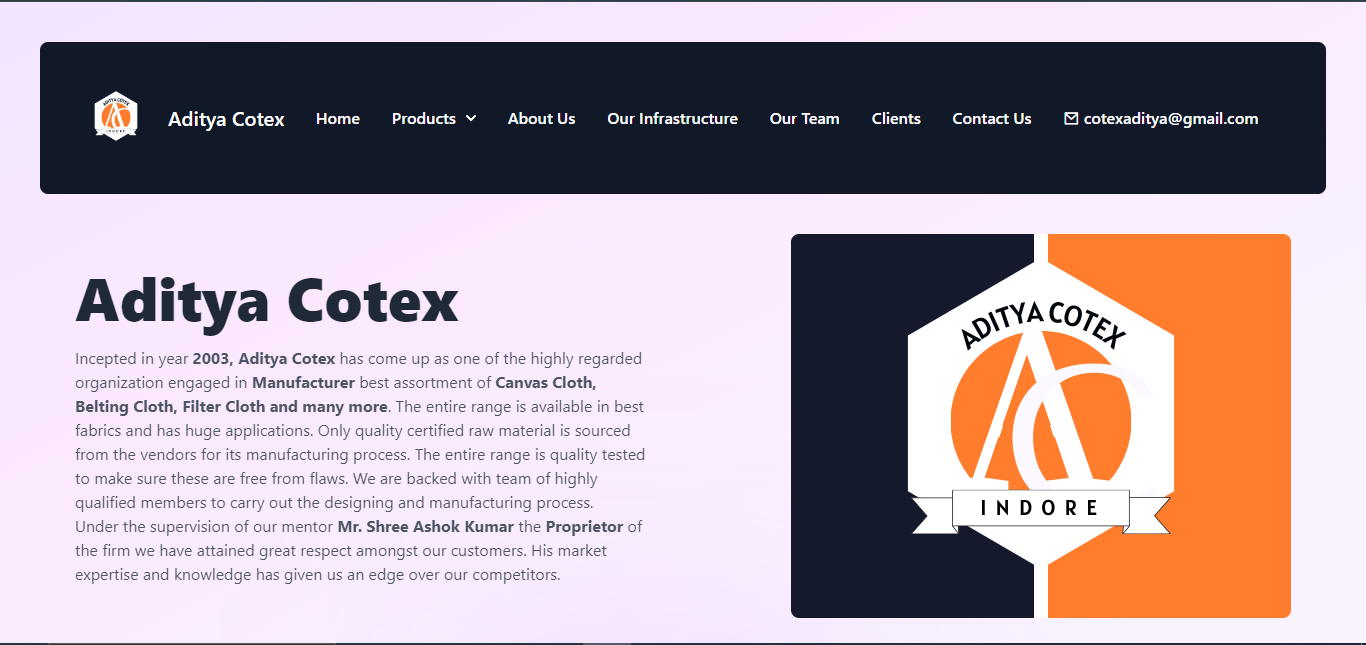 ADITYA COTEX
INDORE
Aditya Cotex Home Products About Us Our Infrastructure Our Team Clients Contact Us cotexaditya@gmail.com
Aditya Cotex
Incepted in year 2003, Aditya Cotex has come up as one of the highly regarded
organization engaged in Manufacturer best assortment of Canvas Cloth,
Belting Cloth, Filter Cloth and many more. The entire range is available in best
fabrics and has huge applications. Only quality certified raw material is sourced
from the vendors for its manufacturing process. The entire range is quality tested
to make sure these are free from flaws. We are backed with team of highly
qualified members to carry out the designing and manufacturing process.
Under the supervision of our mentor Mr. Shree Ashok Kumar the Proprietor of
the firm we have attained great respect amongst our customers. His market
expertise and knowledge has given us an edge over our competitors.
ADITYA COTEX
AC
INDORE